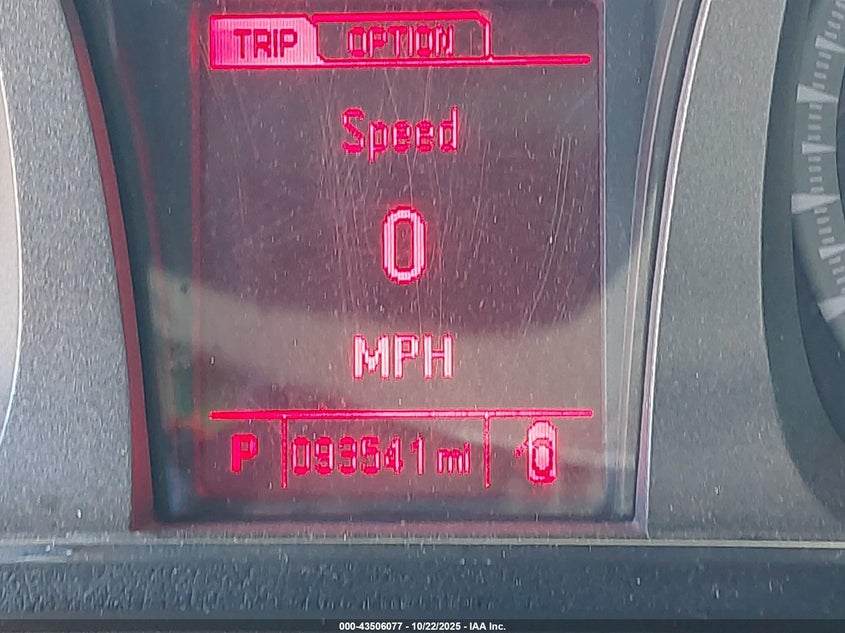 TRIP OPTION
Speed
0
MPH
P 093541 mi
000-43506077 - 10/22/2025 - IAA Inc.